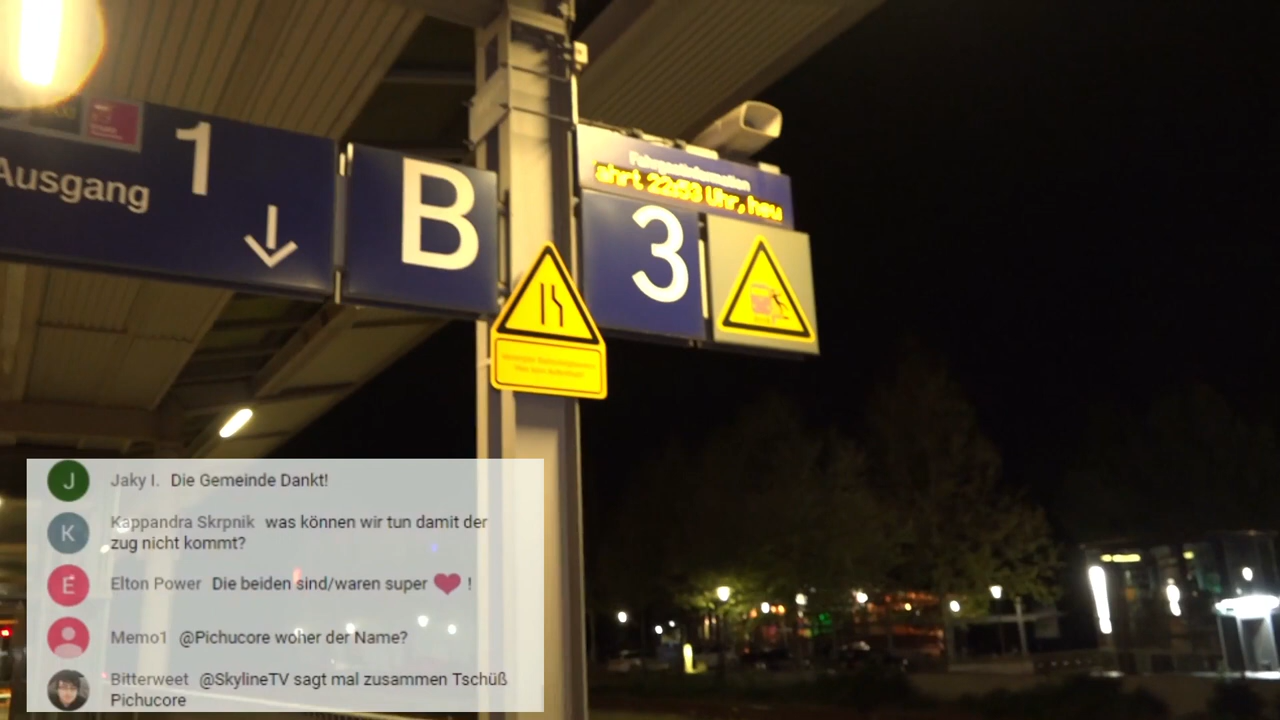 Ausgang 1
B
Fahrgastinformation
ahrt 22:53 Uhr, heu
3
Jaky I. Die Gemeinde Dankt!
Kappandra Skrpnik was können wir tun damit der
zug nicht kommt?
Elton Power Die beiden sind/waren super ❤ !
Memo1 @Pichucore woher der Name?
Bitterweet @SkylineTV sagt mal zusammen Tschüß
Pichucore